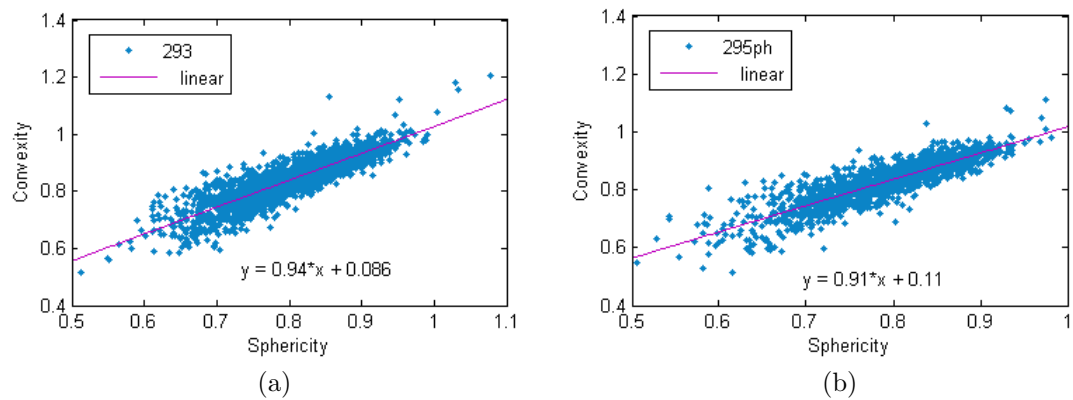 1.4
1.2
1
0.8
0.6
0.4
Convexity
293
linear
y = 0.94*x + 0.086
0.5 0.6 0.7 0.8 0.9 1 1.1
Sphericity
(a)
1.4
1.2
1
0.8
0.6
0.4
Convexity
295ph
linear
y = 0.91*x + 0.11
0.5 0.6 0.7 0.8 0.9 1
Sphericity
(b)